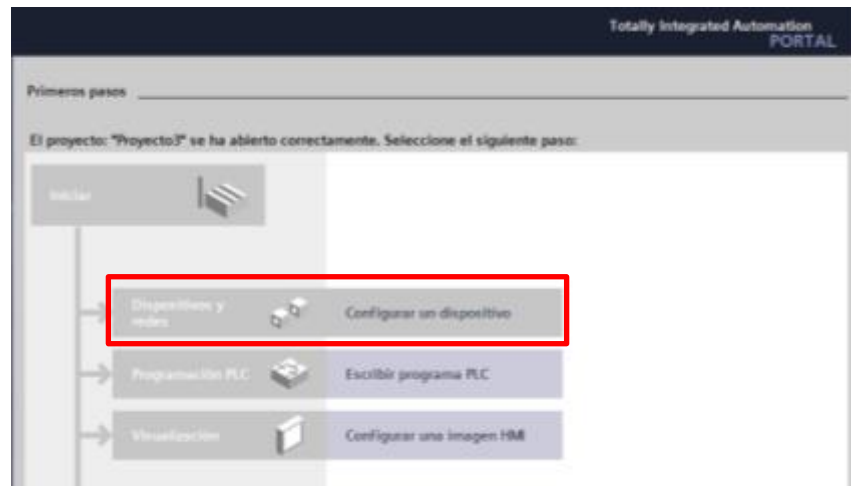 Totally Integrated Automation
PORTAL
Primeros pasos
El proyecto: "Proyecto3" se ha abierto correctamente. Seleccione el siguiente paso:
Iniciar
Dispositivos y
redes
Configurar un dispositivo
Programación PLC
Escribir programa PLC
Visualización
Configurar una imagen HMI